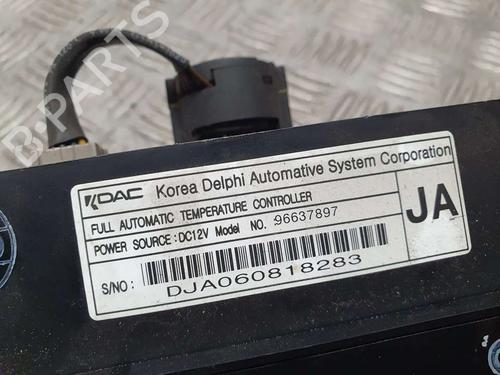 B-PARTS
KDAC Korea Delphi Automative System Corporation
FULL AUTOMATIC TEMPERATURE CONTROLLER
POWER SOURCE : DC12V Model NO. 96637897
JA
S/NO :
DJA060818283